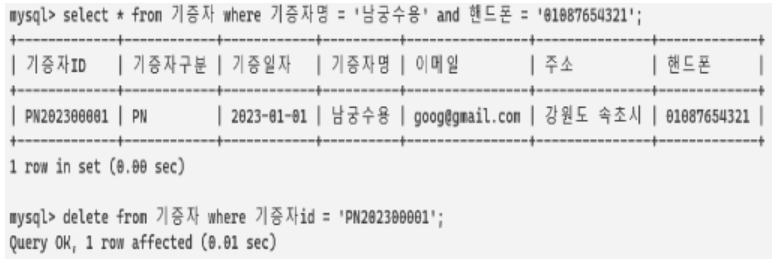 mysql> select * from 기증자 where 기증자명 = '남궁수용' and 핸드폰 = '01087654321';
+-------------+------------+------------+----------+----------------+---------------+-------------+
| 기증자ID | 기증자구분 | 기증일자 | 기증자명 | 이메일 | 주소 | 핸드폰 |
+-------------+------------+------------+----------+----------------+---------------+-------------+
| PN202300001 | PN | 2023-01-01 | 남궁수용 | goog@gmail.com | 강원도 속초시 | 01087654321 |
+-------------+------------+------------+----------+----------------+---------------+-------------+
1 row in set (0.00 sec)
mysql> delete from 기증자 where 기증자id = 'PN202300001';
Query OK, 1 row affected (0.01 sec)